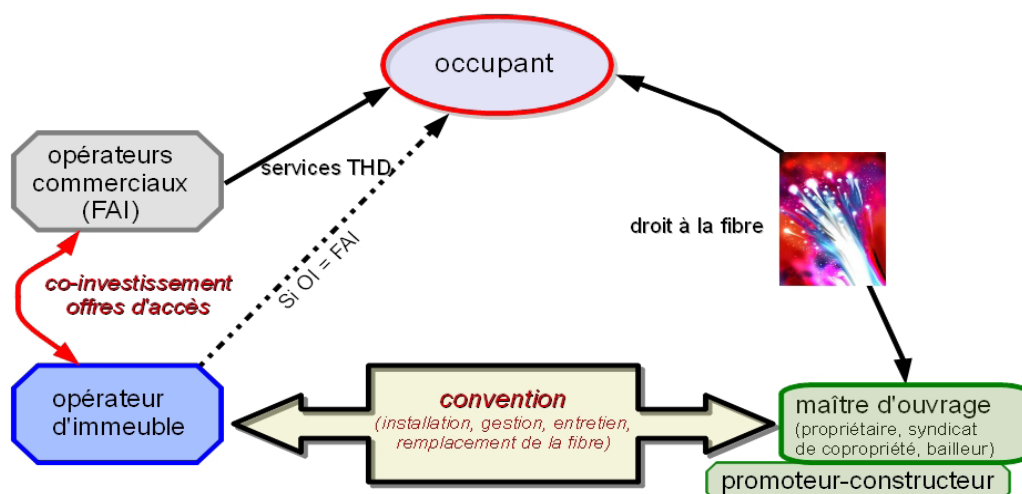 occupant
opérateurs
commerciaux
(FAI)
services THD
droit à la fibre
Si OI = FAI
co-investissement
offres d'accès
opérateur
d'immeuble
convention
(installation, gestion, entretien,
remplacement de la fibre)
maître d'ouvrage
(propriétaire, syndicat
de copropriété, bailleur)
promoteur-constructeur